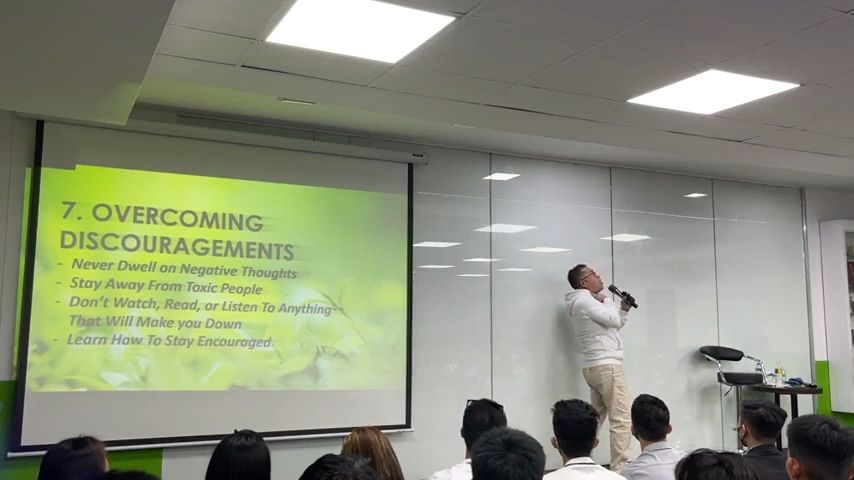 7. OVERCOMING
DISCOURAGEMENTS
- Never Dwell on Negative Thoughts
- Stay Away From Toxic People
- Don't Watch, Read, or Listen To Anything
That Will Make you Down
- Learn How To Stay Encouraged